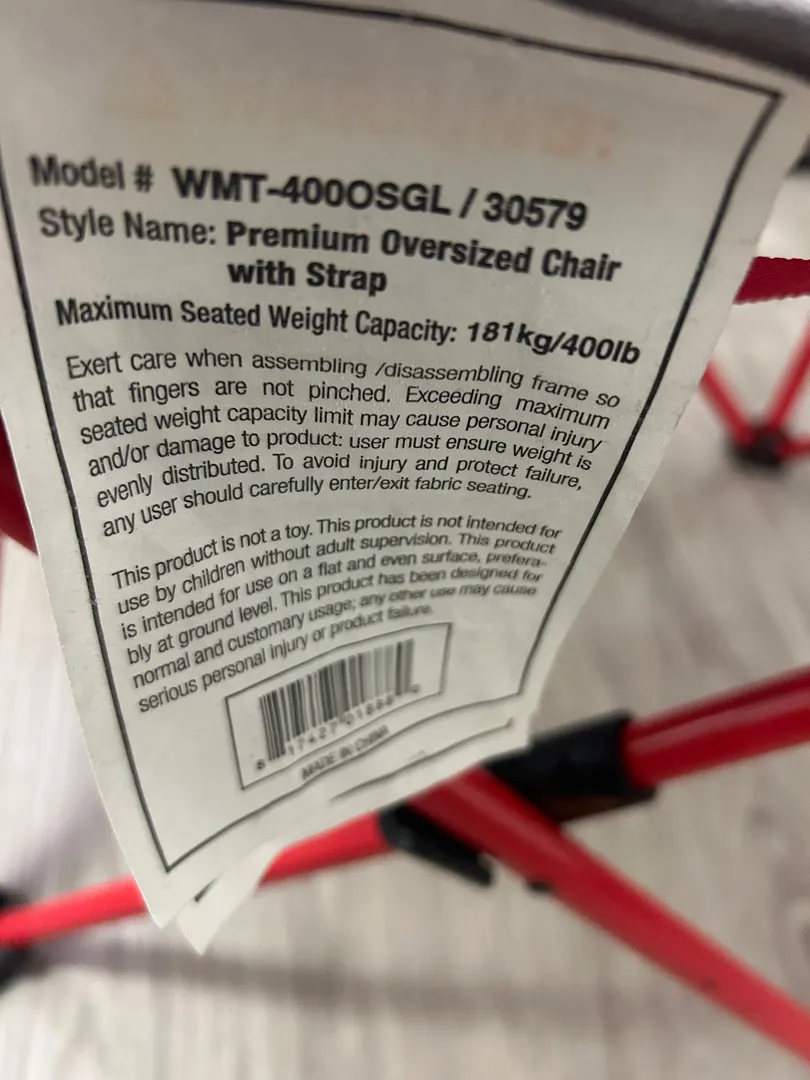 Model # WMT-400OSGL / 30579
Style Name: Premium Oversized Chair
with Strap
Maximum Seated Weight Capacity: 181kg/400lb
Exert care when assembling /disassembling frame so
that fingers are not pinched. Exceeding maximum
seated weight capacity limit may cause personal injury
and/or damage to product: user must ensure weight is
evenly distributed. To avoid injury and protect failure,
any user should carefully enter/exit fabric seating.
This product is not a toy. This product is not intended for
use by children without adult supervision. This product
is intended for use on a flat and even surface, prefera-
bly at ground level. This product has been designed for
normal and customary usage; any other use may cause
serious personal injury or product failure.
MADE IN CHINA